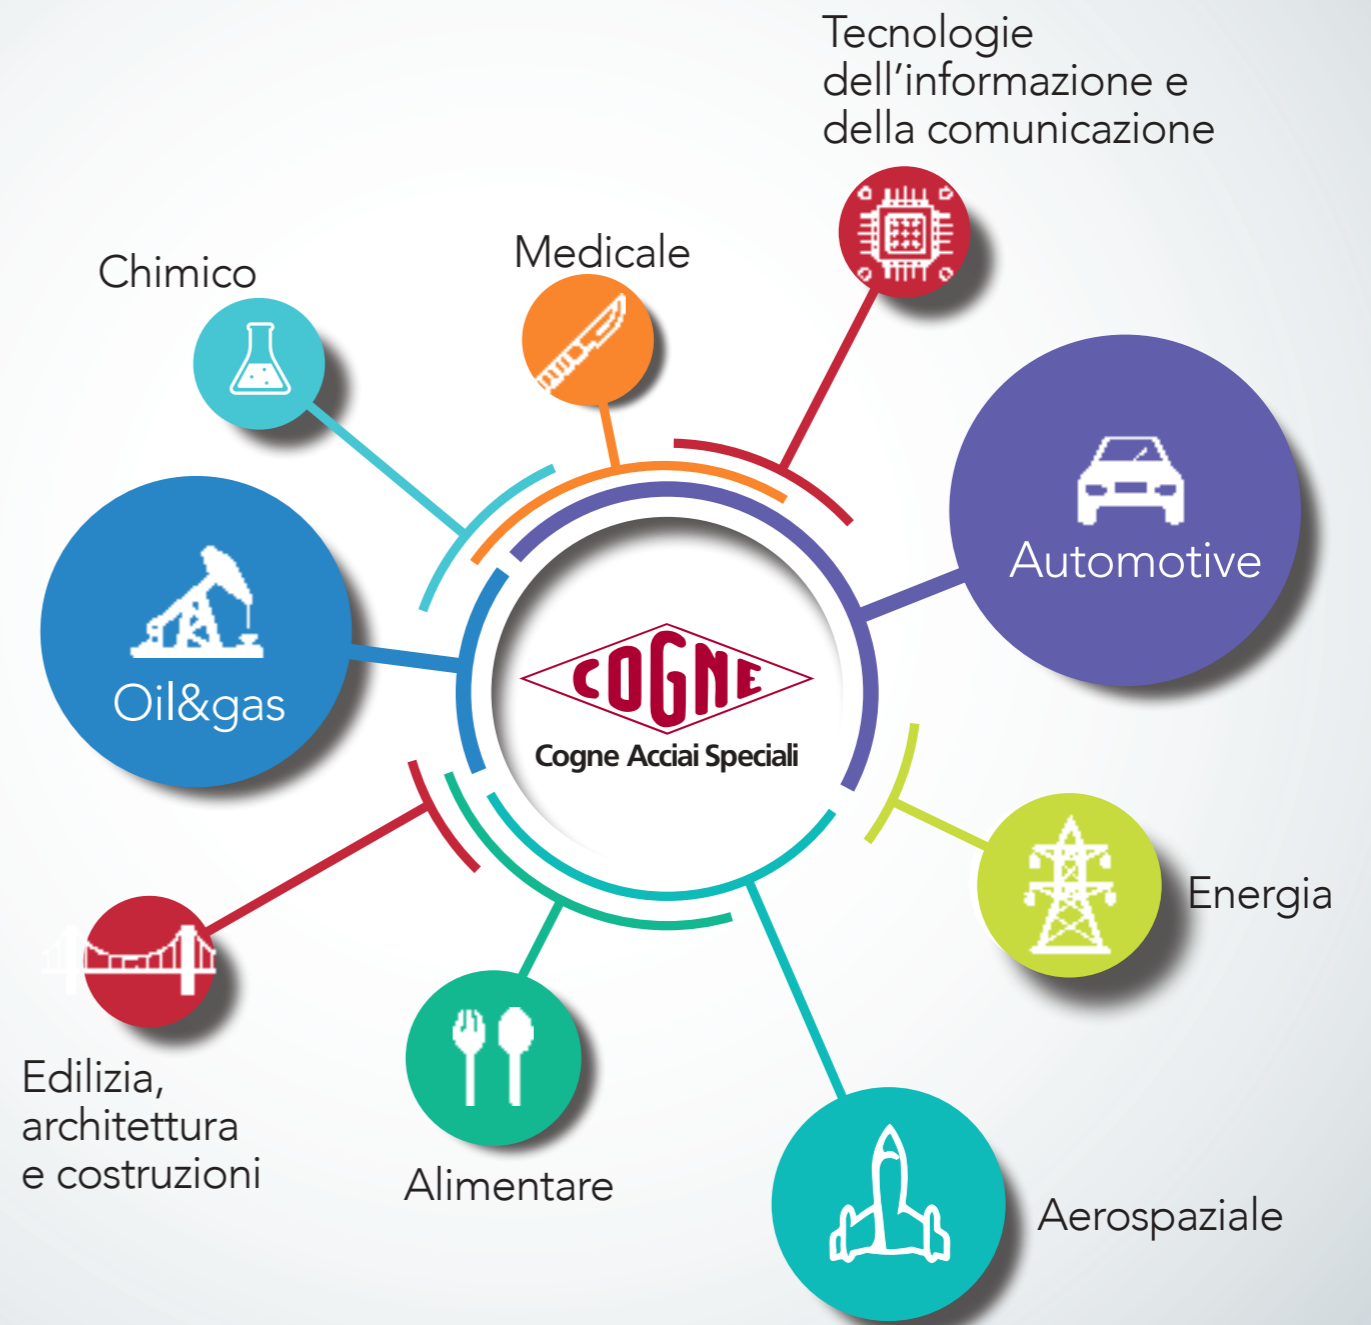 Tecnologie
dell'informazione e
della comunicazione
Medicale
Chimico
Automotive
Oil&gas
COGNE
Cogne Acciai Speciali
Energia
Edilizia,
architettura
e costruzioni
Alimentare
Aerospaziale